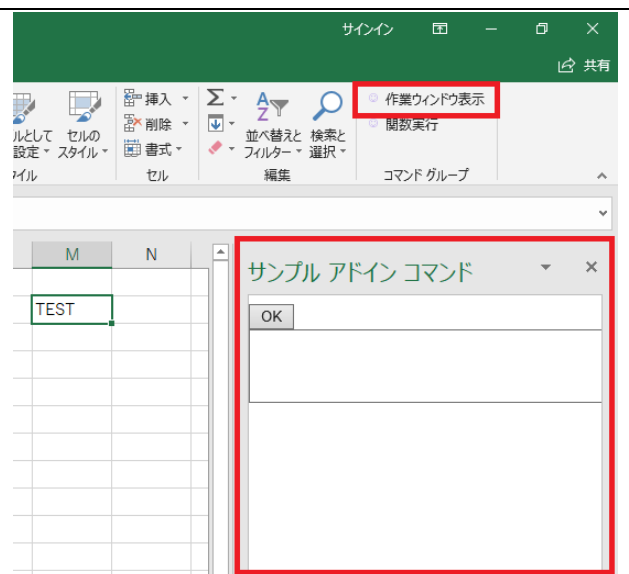 サインイン
共有
挿入
削除
書式
セルの
設定 スタイル
並べ替えと 検索と
フィルター 選択
作業ウィンドウ表示
関数実行
セル
編集
コマンド グループ
M N
サンプル アドイン コマンド
TEST
OK